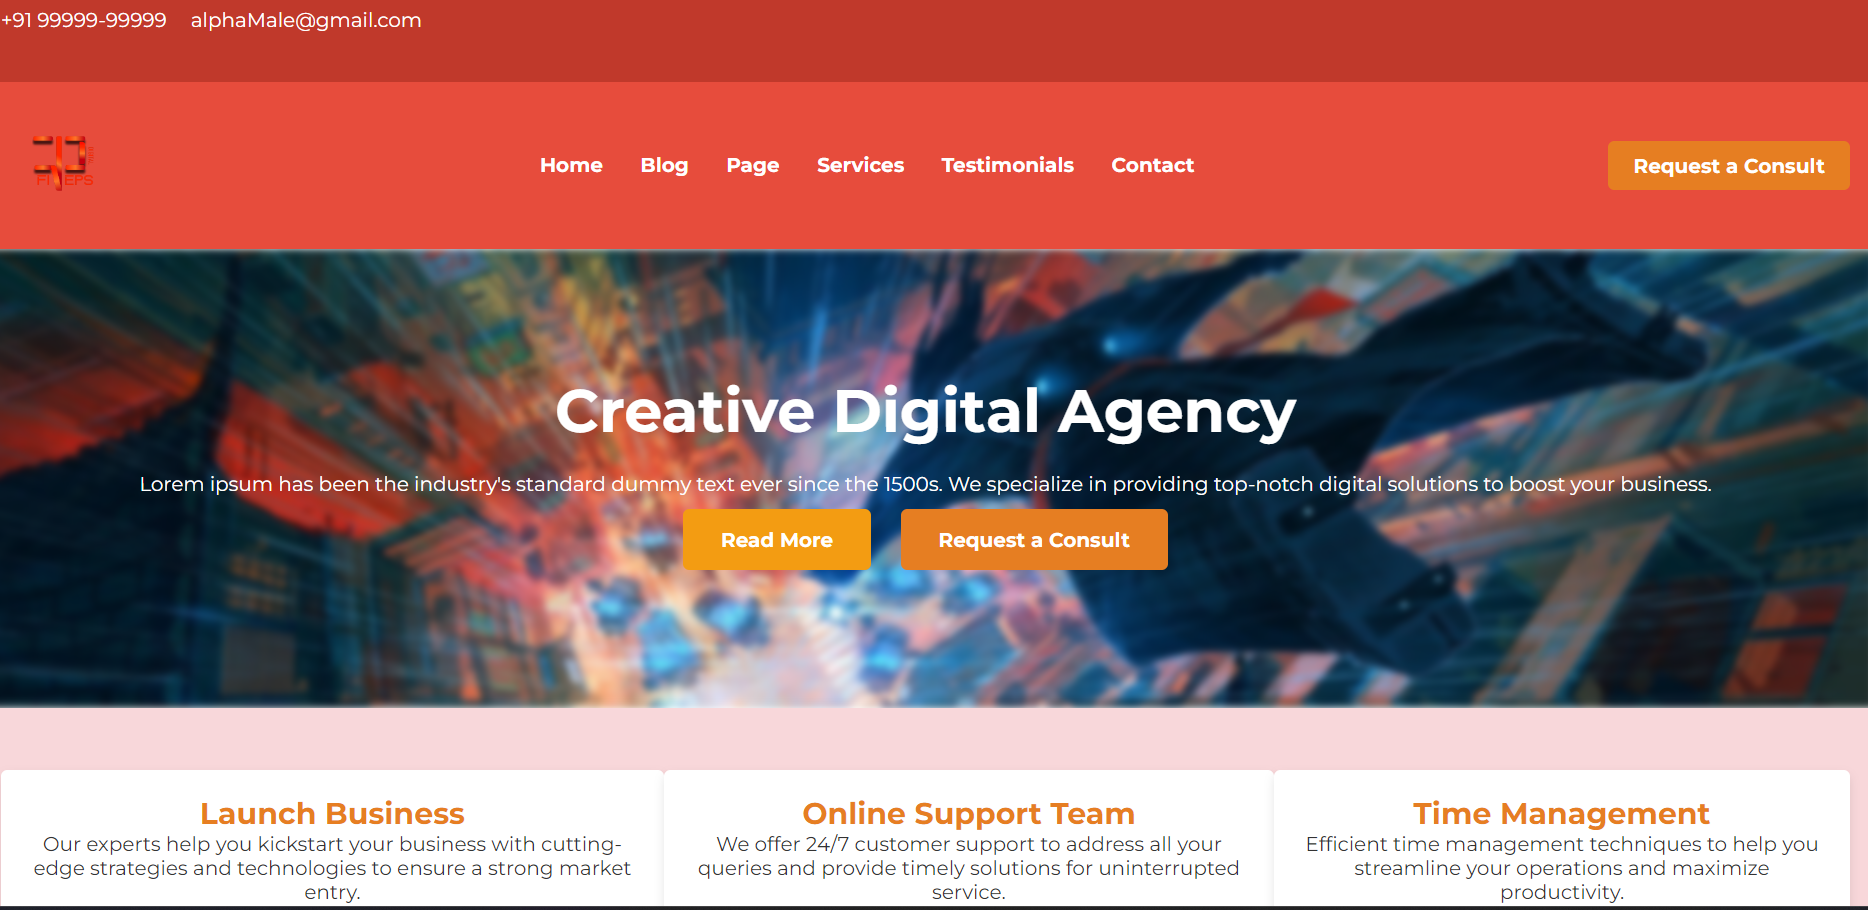 +91 99999-99999 alphaMale@gmail.com
Home Blog Page Services Testimonials Contact
Request a Consult
Creative Digital Agency
Lorem ipsum has been the industry's standard dummy text ever since the 1500s. We specialize in providing top-notch digital solutions to boost your business.
Read More
Request a Consult
Launch Business
Our experts help you kickstart your business with cutting-
edge strategies and technologies to ensure a strong market
entry.
Online Support Team
We offer 24/7 customer support to address all your
queries and provide timely solutions for uninterrupted
service.
Time Management
Efficient time management techniques to help you
streamline your operations and maximize
productivity.